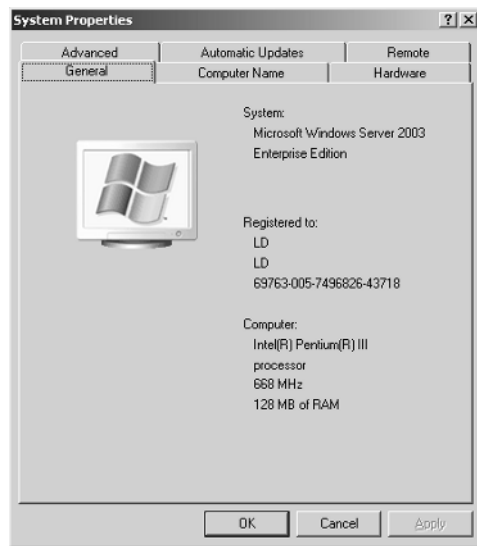 System Properties
? X
Advanced Automatic Updates Remote
General Computer Name Hardware
System:
Microsoft Windows Server 2003
Enterprise Edition
Registered to:
LD
LD
69763-005-7496826-43718
Computer:
Intel(R) Pentium(R) III
processor
668 MHz
128 MB of RAM
OK Cancel Apply